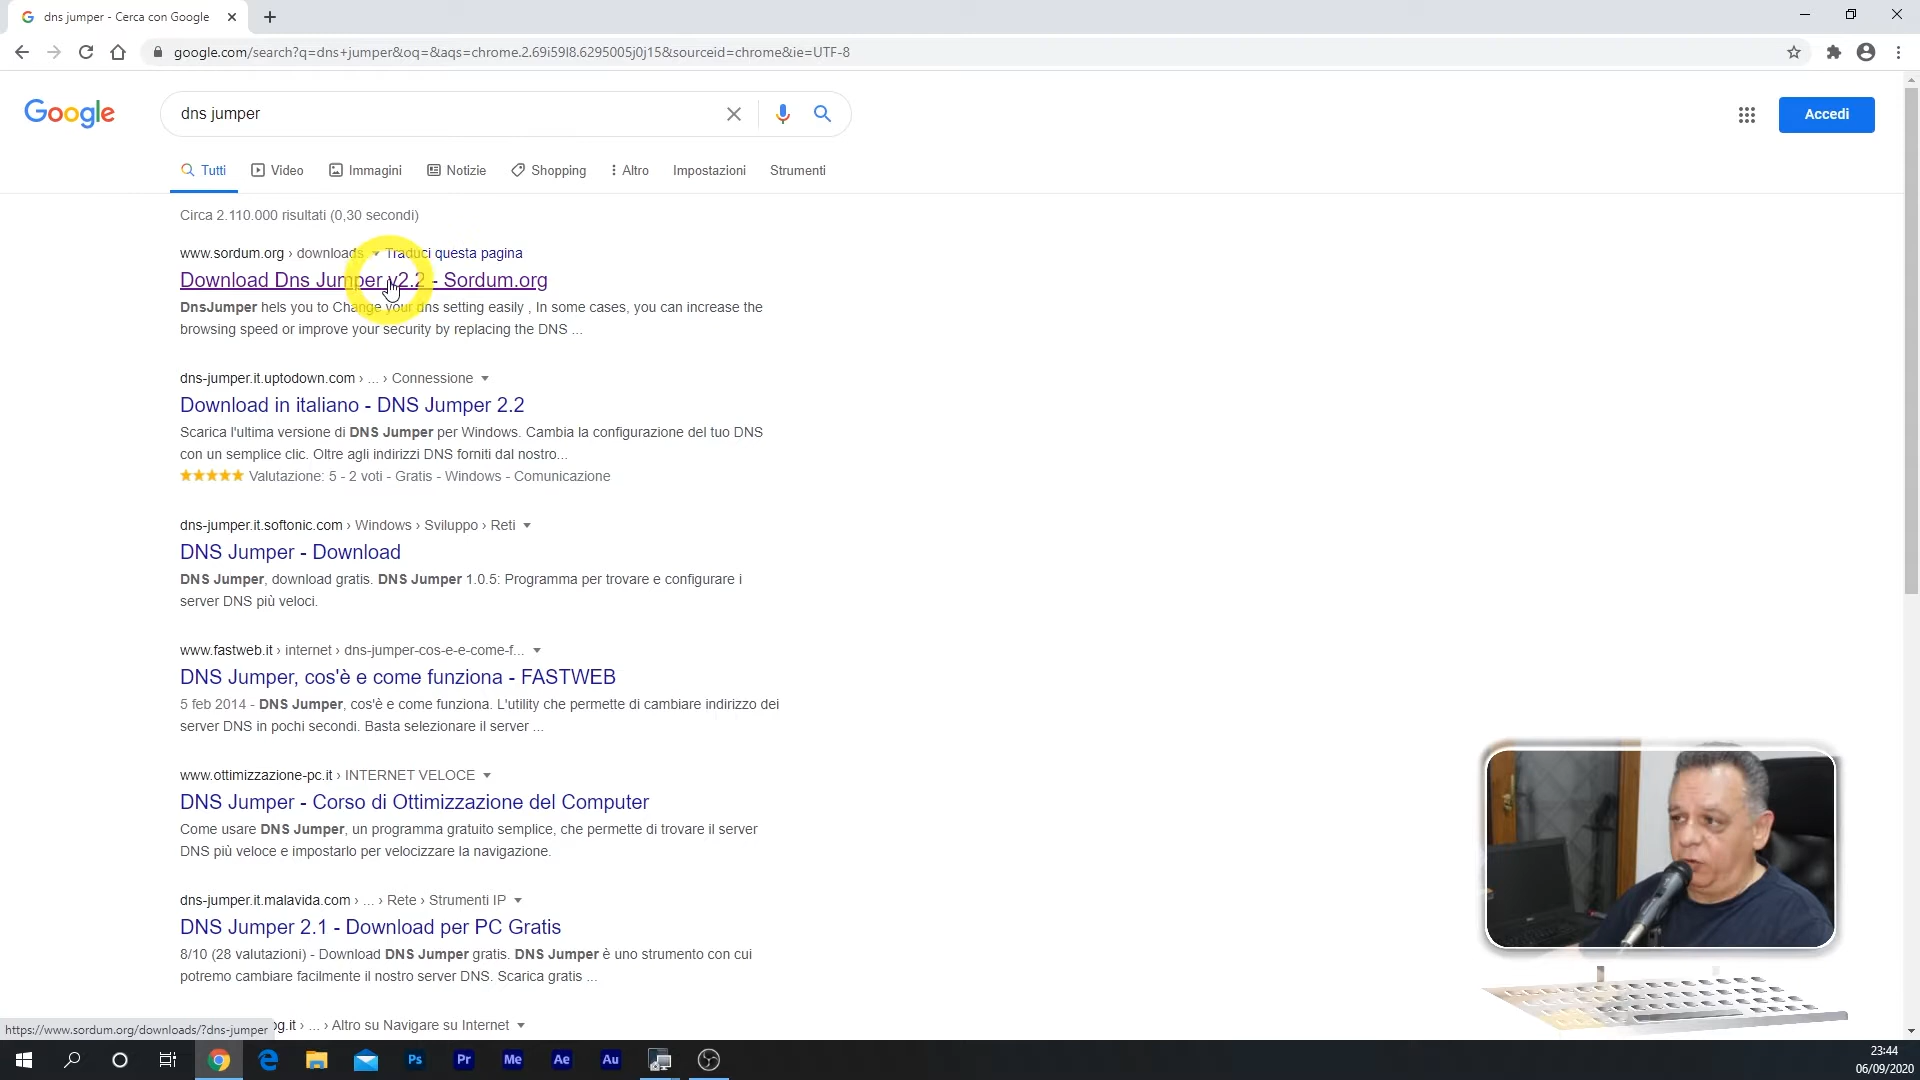 dns jumper - Cerca con Google
google.com/search?q=dns+jumper&oq=&aqs=chrome.2.69i59l8.6295005j0j15&sourceid=chrome&ie=UTF-8
Google
dns jumper
Accedi
Tutti Video Immagini Notizie Shopping Altro Impostazioni Strumenti
Circa 2.110.000 risultati (0,30 secondi)
www.sordum.org › downloads Traduci questa pagina
Download Dns Jumper v2.2 - Sordum.org
DnsJumper hels you to Change your dns setting easily , In some cases, you can increase the
browsing speed or improve your security by replacing the DNS ...
dns-jumper.it.uptodown.com › ... › Connessione
Download in italiano - DNS Jumper 2.2
Scarica l'ultima versione di DNS Jumper per Windows. Cambia la configurazione del tuo DNS
con un semplice clic. Oltre agli indirizzi DNS forniti dal nostro...
Valutazione: 5 - 2 voti - Gratis - Windows - Comunicazione
dns-jumper.it.softonic.com › Windows › Sviluppo › Reti
DNS Jumper - Download
DNS Jumper, download gratis. DNS Jumper 1.0.5: Programma per trovare e configurare i
server DNS più veloci.
www.fastweb.it › internet › dns-jumper-cos-e-e-come-f...
DNS Jumper, cos'è e come funziona - FASTWEB
5 feb 2014 - DNS Jumper, cos'è e come funziona. L'utility che permette di cambiare indirizzo dei
server DNS in pochi secondi. Basta selezionare il server ...
www.ottimizzazione-pc.it › INTERNET VELOCE
DNS Jumper - Corso di Ottimizzazione del Computer
Come usare DNS Jumper, un programma gratuito semplice, che permette di trovare il server
DNS più veloce e impostarlo per velocizzare la navigazione.
dns-jumper.it.malavida.com › ... › Rete › Strumenti IP
DNS Jumper 2.1 - Download per PC Gratis
8/10 (28 valutazioni) - Download DNS Jumper gratis. DNS Jumper è uno strumento con cui
potremo cambiare facilmente il nostro server DNS. Scarica gratis ...
https://www.sordum.org/downloads/?dns-jumper og.it › ... › Altro su Navigare su Internet
Ps Pr Me Ae Au
23:44
06/09/2020